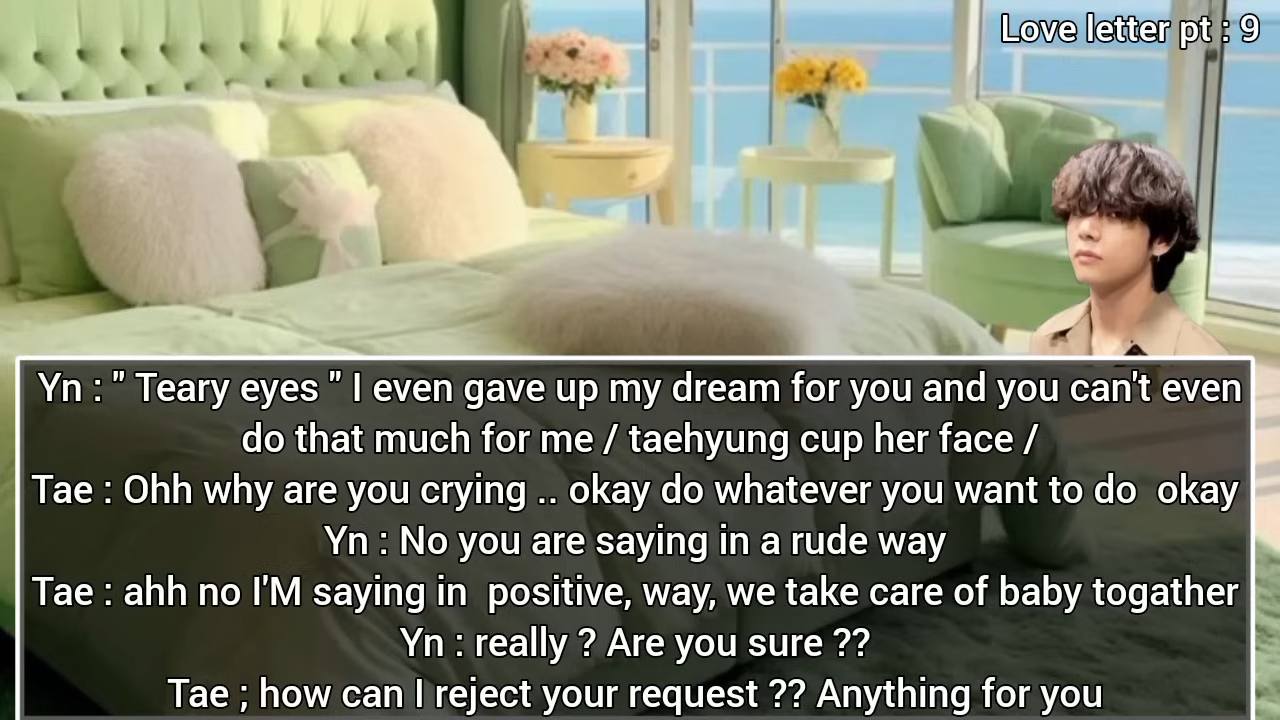 Love letter pt : 9
Yn : " Teary eyes " I even gave up my dream for you and you can't even
do that much for me / taehyung cup her face /
Tae : Ohh why are you crying .. okay do whatever you want to do  okay
Yn : No you are saying in a rude way
Tae : ahh no I'M saying in  positive, way, we take care of baby togather
Yn : really ? Are you sure ??
Tae ; how can I reject your request ?? Anything for you